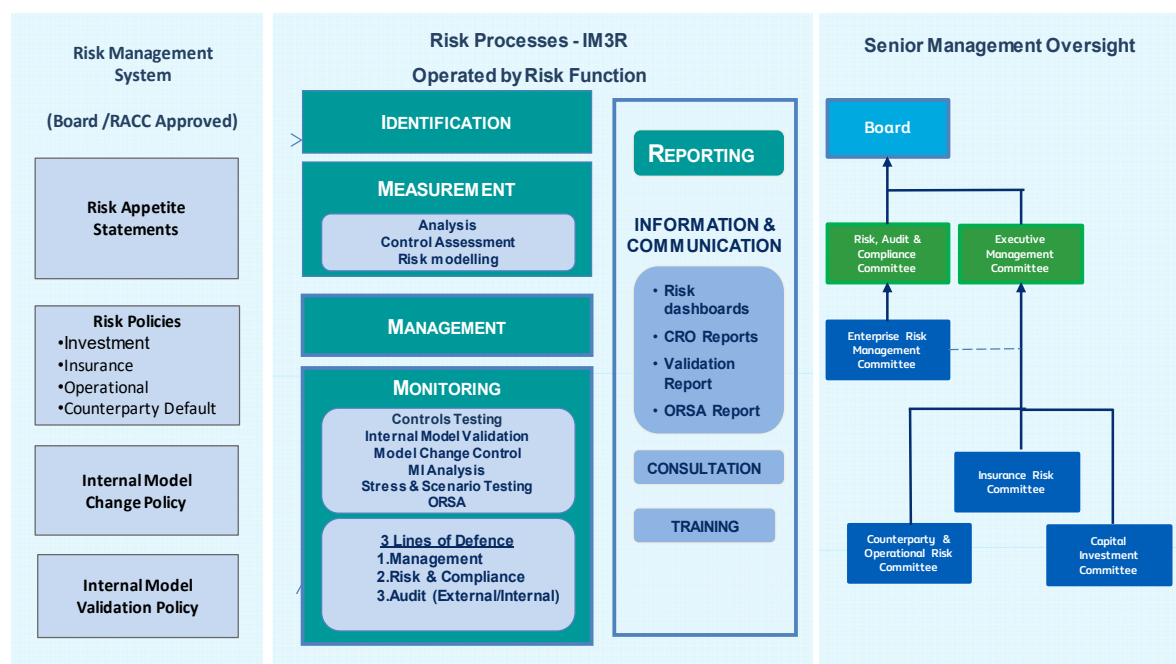 Risk Management
System
(Board /RACC Approved)
Risk Appetite
Statements
Risk Policies
•Investment
•Insurance
•Operational
•Counterparty Default
Internal Model
Change Policy
Internal Model
Validation Policy
Risk Processes - IM3R
Operated by Risk Function
IDENTIFICATION
MEASUREMENT
Analysis
Control Assessment
Risk modelling
MANAGEMENT
MONITORING
Controls Testing
Internal Model Validation
Model Change Control
MI Analysis
Stress & Scenario Testing
ORSA
3 Lines of Defence
1.Management
2.Risk & Compliance
3.Audit (External/Internal)
REPORTING
INFORMATION &
COMMUNICATION
• Risk
dashboards
• CRO Reports
• Validation
Report
• ORSA Report
CONSULTATION
TRAINING
Senior Management Oversight
Board
Risk, Audit &
Compliance
Committee
Executive
Management
Committee
Enterprise Risk
Management
Committee
Insurance Risk
Committee
Counterparty &
Operational Risk
Committee
Capital
Investment
Committee